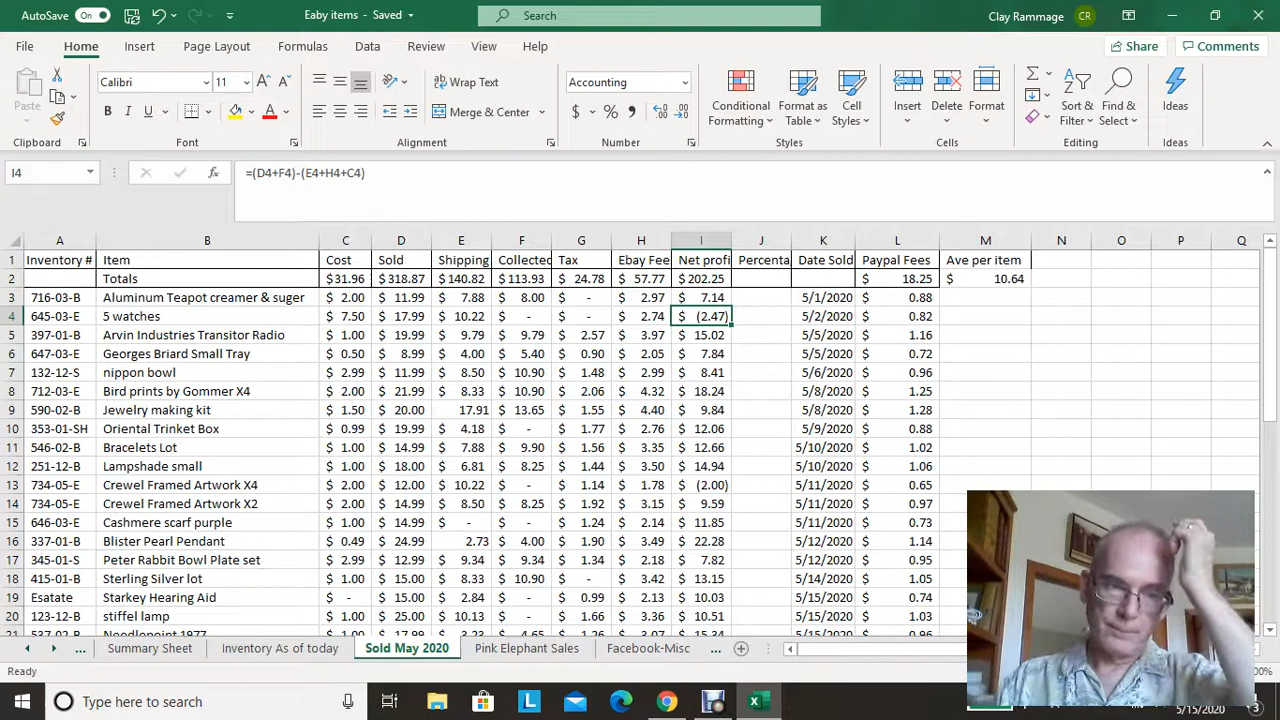 AutoSave On Eaby items - Saved Search Clay Rammage CR
File Home Insert Page Layout Formulas Data Review View Help Share Comments
Calibri 11 Wrap Text Accounting
Paste B I U A Merge & Center $ % Conditional Formatting Format as Table Cell Styles Insert Delete Format Sort & Filter Find & Select Ideas
Clipboard Font Alignment Number Styles Cells Editing Ideas
I4 fx =(D4+F4)-(E4+H4+C4)
A B C D E F G H I J K L M N O P Q
1 Inventory # Item Cost Sold Shipping Collected Tax Ebay Fee Net profi Percenta Date Sold Paypal Fees Ave per item
2 Totals $31.96 $318.87 $140.82 $113.93 $ 24.78 $ 57.77 $202.25 $ 18.25 $ 10.64
3 716-03-B Aluminum Teapot creamer & suger $ 2.00 $ 11.99 $ 7.88 $ 8.00 $ - $ 2.97 $ 7.14 5/1/2020 $ 0.88
4 645-03-E 5 watches $ 7.50 $ 17.99 $ 10.22 $ - $ - $ 2.74 $ (2.47) 5/2/2020 $ 0.82
5 397-01-B Arvin Industries Transitor Radio $ 1.00 $ 19.99 $ 9.79 $ 9.79 $ 2.57 $ 3.97 $ 15.02 5/5/2020 $ 1.16
6 647-03-E Georges Briard Small Tray $ 0.50 $ 8.99 $ 4.00 $ 5.40 $ 0.90 $ 2.05 $ 7.84 5/5/2020 $ 0.72
7 132-12-S nippon bowl $ 2.99 $ 11.99 $ 8.50 $ 10.90 $ 1.48 $ 2.99 $ 8.41 5/6/2020 $ 0.96
8 712-03-E Bird prints by Gommer X4 $ 2.00 $ 21.99 $ 8.33 $ 10.90 $ 2.06 $ 4.32 $ 18.24 5/8/2020 $ 1.25
9 590-02-B Jewelry making kit $ 1.50 $ 20.00 17.91 $ 13.65 $ 1.55 $ 4.40 $ 9.84 5/8/2020 $ 1.28
10 353-01-SH Oriental Trinket Box $ 0.99 $ 19.99 $ 4.18 $ - $ 1.77 $ 2.76 $ 12.06 5/9/2020 $ 0.88
11 546-02-B Bracelets Lot $ 1.00 $ 14.99 $ 7.88 $ 9.90 $ 1.56 $ 3.35 $ 12.66 5/10/2020 $ 1.02
12 251-12-B Lampshade small $ 1.00 $ 18.00 $ 6.81 $ 8.25 $ 1.44 $ 3.50 $ 14.94 5/10/2020 $ 1.06
13 734-05-E Crewel Framed Artwork X4 $ 2.00 $ 12.00 $ 10.22 $ - $ 1.14 $ 1.78 $ (2.00) 5/11/2020 $ 0.65
14 734-05-E Crewel Framed Artwork X2 $ 2.00 $ 14.99 $ 8.50 $ 8.25 $ 1.92 $ 3.15 $ 9.59 5/11/2020 $ 0.97
15 646-03-E Cashmere scarf purple $ 1.00 $ 14.99 $ - $ - $ 1.24 $ 2.14 $ 11.85 5/11/2020 $ 0.73
16 337-01-B Blister Pearl Pendant $ 0.49 $ 24.99 2.73 $ 4.00 $ 1.90 $ 3.49 $ 22.28 5/12/2020 $ 1.14
17 345-01-S Peter Rabbit Bowl Plate set $ 2.99 $ 12.99 $ 9.34 $ 9.34 $ 1.34 $ 2.18 $ 7.82 5/12/2020 $ 0.95
18 415-01-B Sterling Silver lot $ 1.00 $ 15.00 $ 8.33 $ 10.90 $ - $ 3.42 $ 13.15 5/14/2020 $ 1.05
19 Esatate Starkey Hearing Aid $ - $ 15.00 $ 2.84 $ - $ 0.99 $ 2.13 $ 10.03 5/15/2020 $ 0.74
20 123-12-B stiffel lamp $ 1.00 $ 25.00 $ 10.13 $ - $ 1.66 $ 3.36 $ 10.51 5/15/2020 $ 1.03
21 537-02-B Needlepoint 1977 $ 1.00 $ 17.99 $ 3.23 $ 4.65 $ 1.26 $ 3.07 $ 15.34 5/15/2020 $ 0.96
... Summary Sheet Inventory As of today Sold May 2020 Pink Elephant Sales Facebook-Misc ...
Ready
Type here to search L 5/15/2020 3